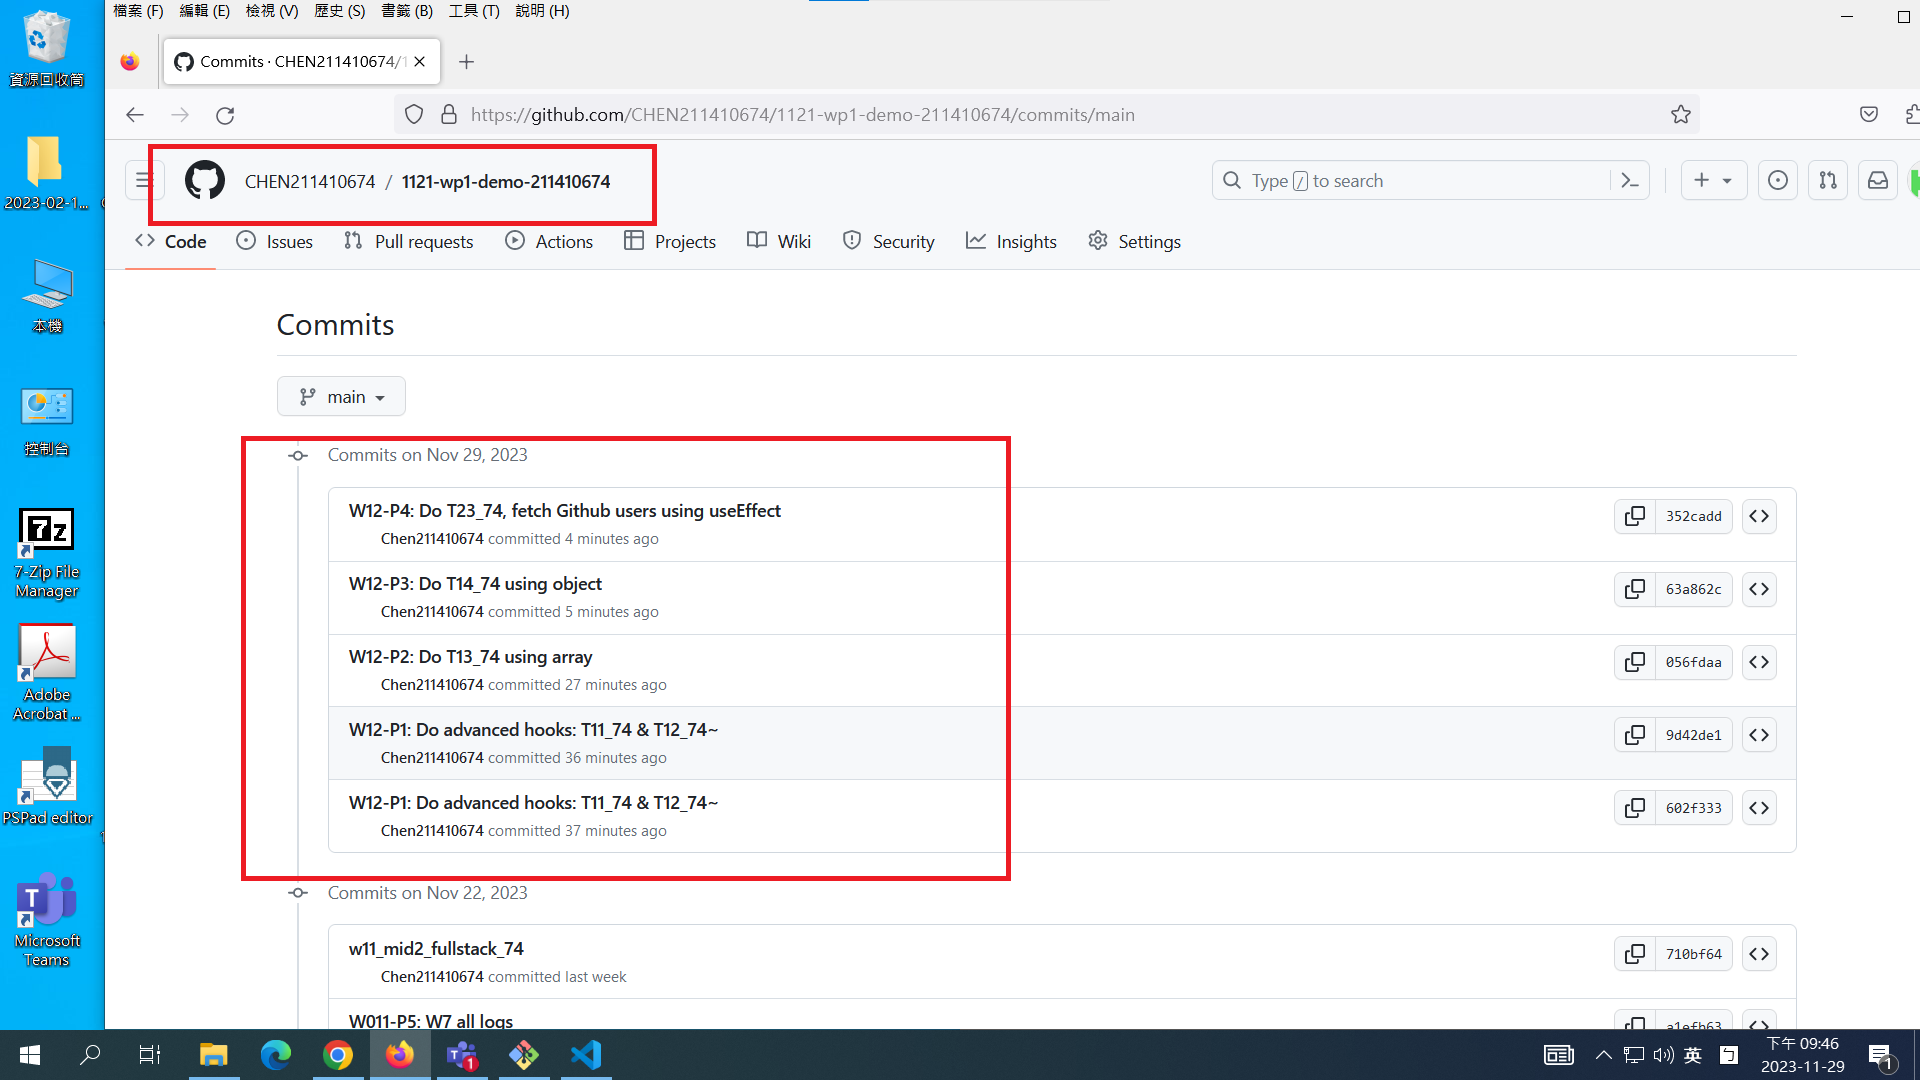 檔案 (F) 編輯 (E) 檢視 (V) 歷史 (S) 書籤 (B) 工具 (T) 說明 (H)
Commits · CHEN211410674/1
https://github.com/CHEN211410674/1121-wp1-demo-211410674/commits/main
CHEN211410674 / 1121-wp1-demo-211410674
Type / to search
Code Issues Pull requests Actions Projects Wiki Security Insights Settings
Commits
main
Commits on Nov 29, 2023
W12-P4: Do T23_74, fetch Github users using useEffect
Chen211410674 committed 4 minutes ago
352cadd
W12-P3: Do T14_74 using object
Chen211410674 committed 5 minutes ago
63a862c
W12-P2: Do T13_74 using array
Chen211410674 committed 27 minutes ago
056fdaa
W12-P1: Do advanced hooks: T11_74 & T12_74~
Chen211410674 committed 36 minutes ago
9d42de1
W12-P1: Do advanced hooks: T11_74 & T12_74~
Chen211410674 committed 37 minutes ago
602f333
Commits on Nov 22, 2023
w11_mid2_fullstack_74
Chen211410674 committed last week
710bf64
W011-P5: W7 all logs
a1efb63
資源回收筒
2023-02-1...
本機
控制台
7z
7-Zip File
Manager
Adobe
Acrobat ...
PSPad editor
T
Microsoft
Teams
1
英
ㄅ
下午 09:46
2023-11-29
1